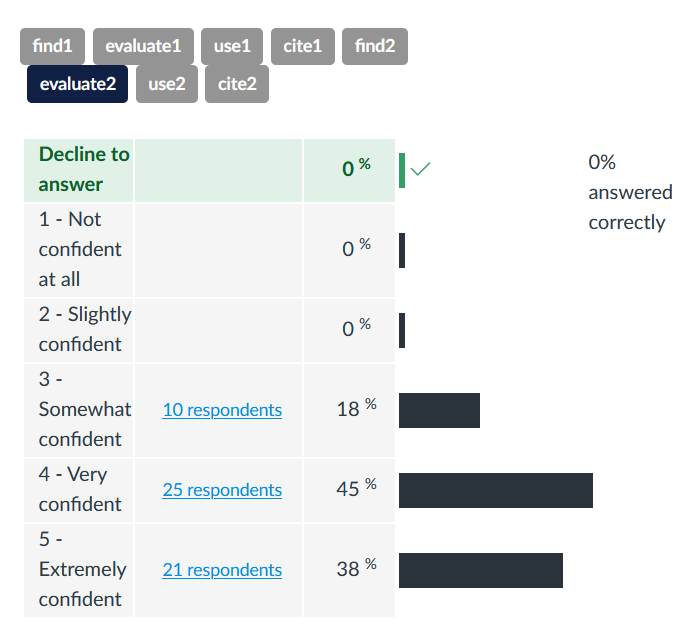 find1 evaluate1 use1 cite1 find2
evaluate2 use2 cite2
Decline to
answer
0 %
0%
answered
correctly
1 - Not
confident
at all
0 %
2 - Slightly
confident
0 %
3 -
Somewhat
confident
10 respondents
18 %
4 - Very
confident
25 respondents
45 %
5 -
Extremely
confident
21 respondents
38 %